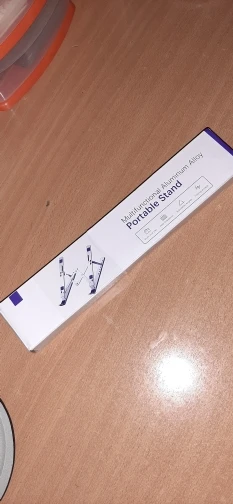 Multifunctional Aluminum Alloy
Portable Stand